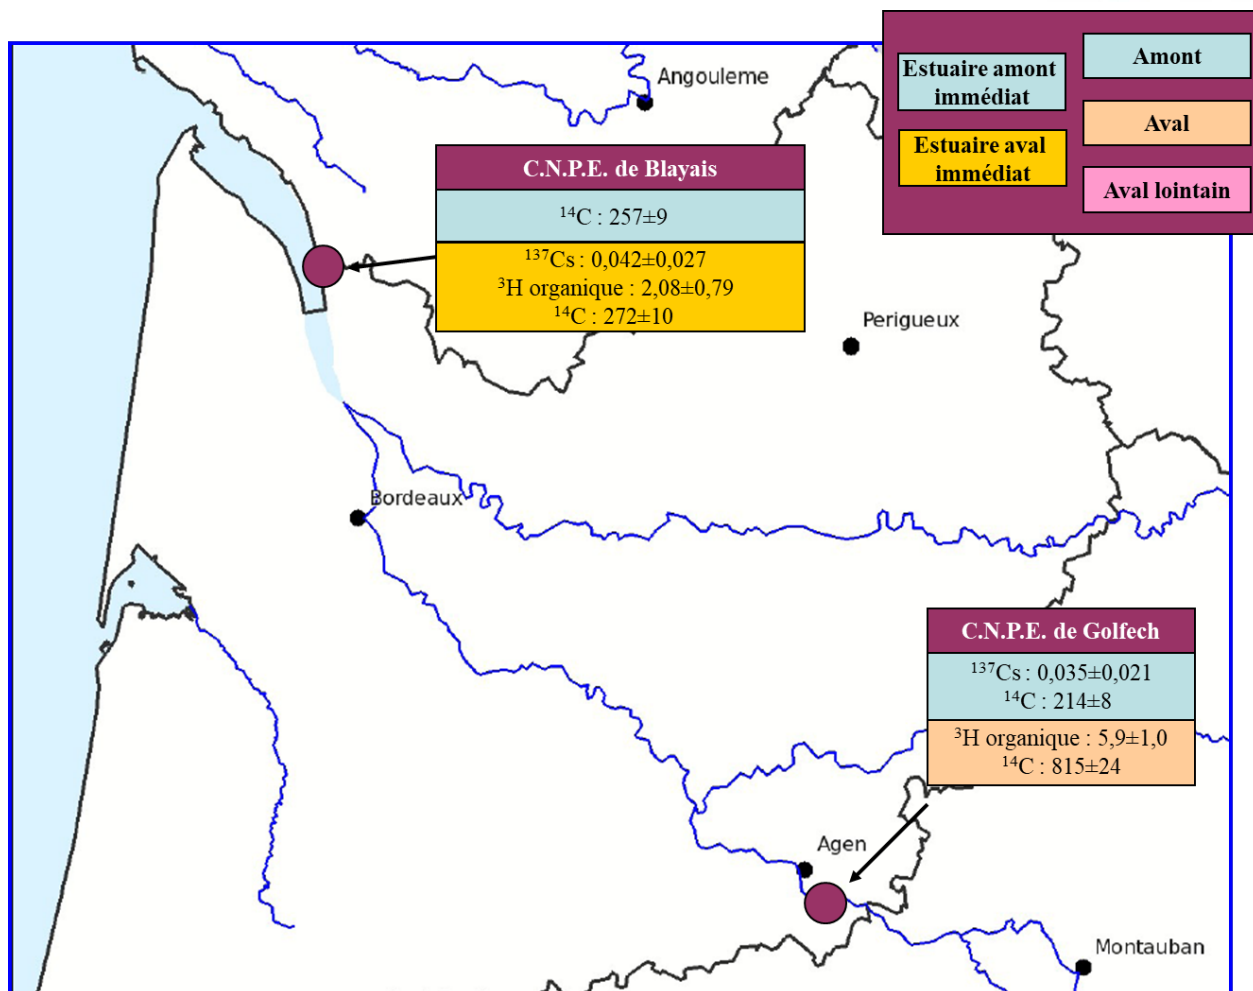 Estuaire amont
immédiat
Estuaire aval
immédiat
Amont
Aval
Aval lointain
Angouleme
C.N.P.E. de Blayais
¹⁴C : 257±9
¹³⁷Cs : 0,042±0,027
³H organique : 2,08±0,79
¹⁴C : 272±10
Perigueux
Bordeaux
C.N.P.E. de Golfech
¹³⁷Cs : 0,035±0,021
¹⁴C : 214±8
³H organique : 5,9±1,0
¹⁴C : 815±24
Agen
Montauban